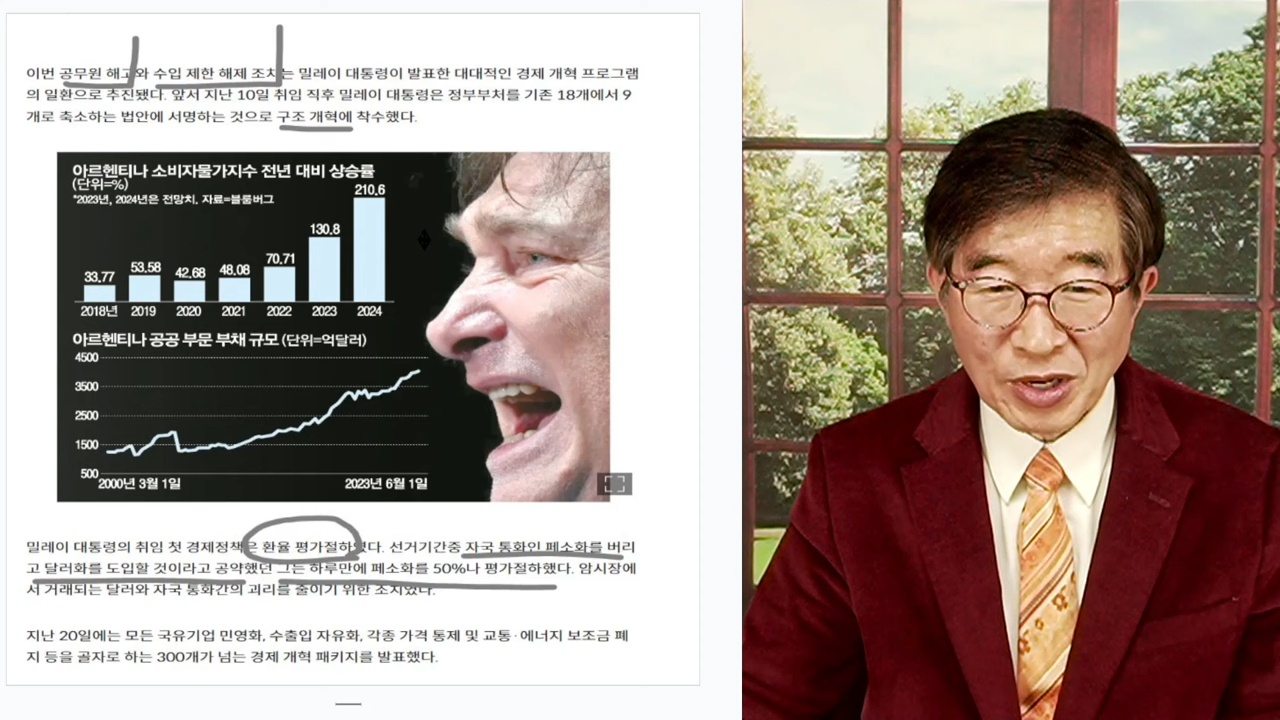 이번 공무원 해고와 수입 제한 해제 조치는 밀레이 대통령이 발표한 대대적인 경제 개혁 프로그램
의 일환으로 추진됐다. 앞서 지난 10일 취임 직후 밀레이 대통령은 정부부처를 기존 18개에서 9
개로 축소하는 법안에 서명하는 것으로 구조 개혁에 착수했다.
아르헨티나 소비자물가지수 전년 대비 상승률
(단위=%)
*2023년, 2024년은 전망치, 자료=블룸버그
33.77 53.58 42.68 48.08 70.71 130.8 210.6
2018년 2019 2020 2021 2022 2023 2024
아르헨티나 공공 부문 부채 규모 (단위=억달러)
4500
3500
2500
1500
500
2000년 3월 1일 2023년 6월 1일
밀레이 대통령의 취임 첫 경제정책은 환율 평가절하였다. 선거기간중 자국 통화인 페소화를 버리
고 달러화를 도입할 것이라고 공약했던 그는 하루만에 페소화를 50%나 평가절하했다. 암시장에
서 거래되는 달러와 자국 통화간의 괴리를 줄이기 위한 조치였다.
지난 20일에는 모든 국유기업 민영화, 수출입 자유화, 각종 가격 통제 및 교통·에너지 보조금 폐
지 등을 골자로 하는 300개가 넘는 경제 개혁 패키지를 발표했다.